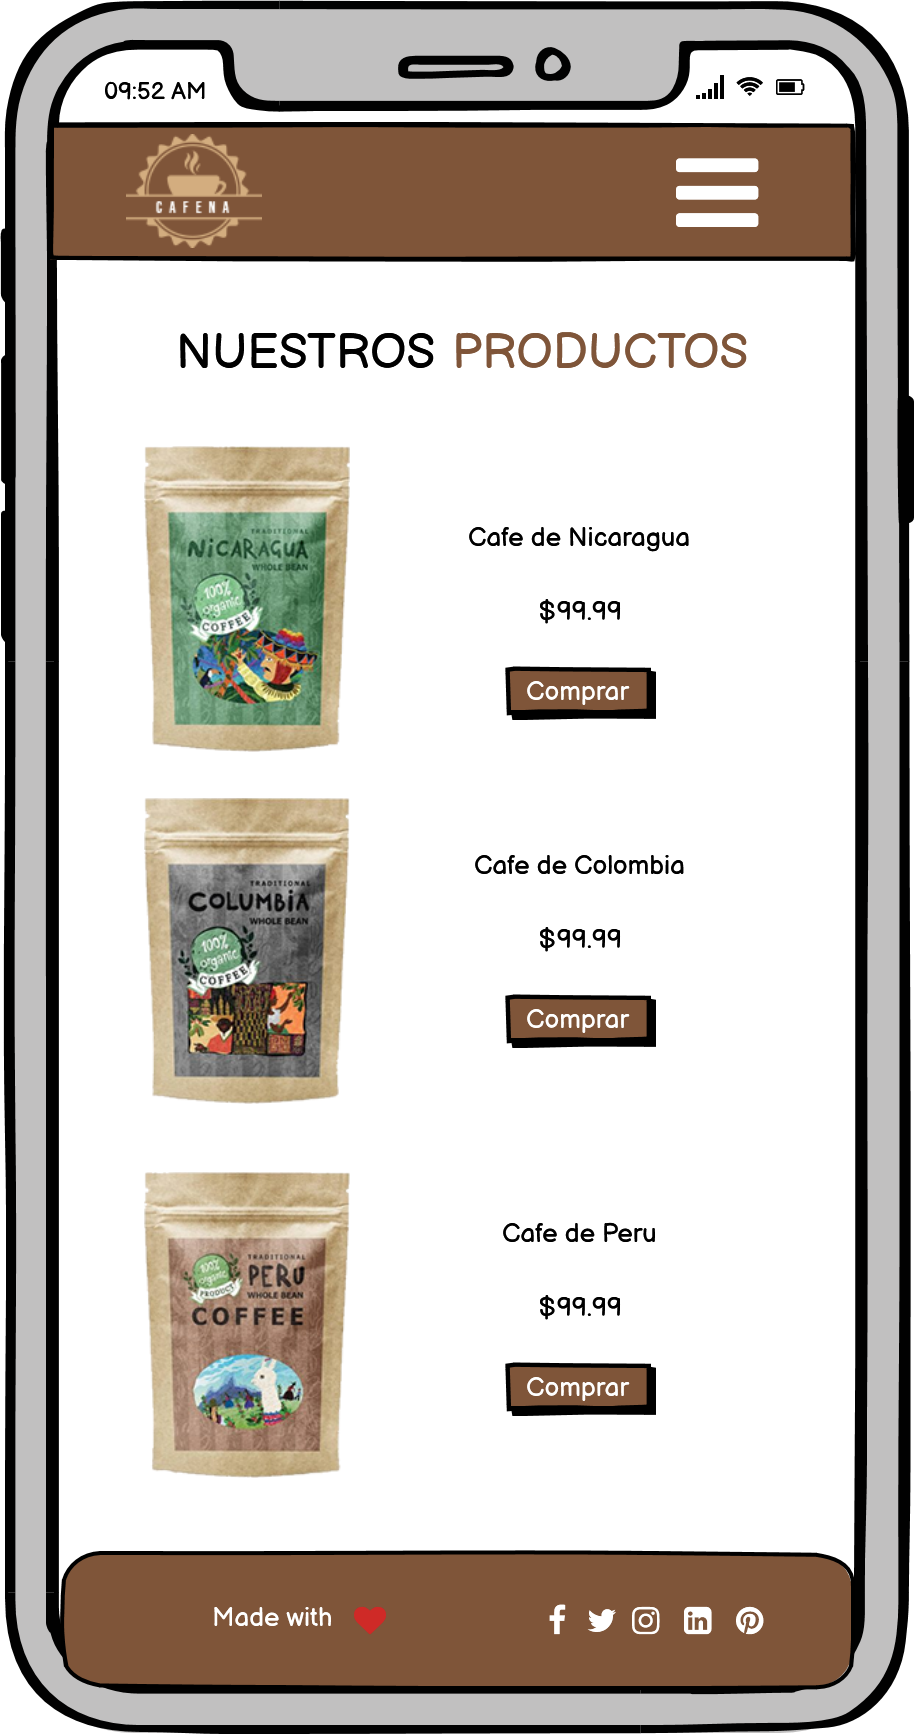 09:52 AM
CAFENA
NUESTROS PRODUCTOS
TRADITIONAL
NiCARAGUA
WHOLE BEAN
100%
organic
COFFEE
Cafe de Nicaragua
$99.99
Comprar
TRADITIONAL
COLUMBiA
WHOLE BEAN
100%
organic
COFFEE
Cafe de Colombia
$99.99
Comprar
TRADITIONAL
PERU
WHOLE BEAN
100%
organic
PRODUCT
COFFEE
Cafe de Peru
$99.99
Comprar
Made with